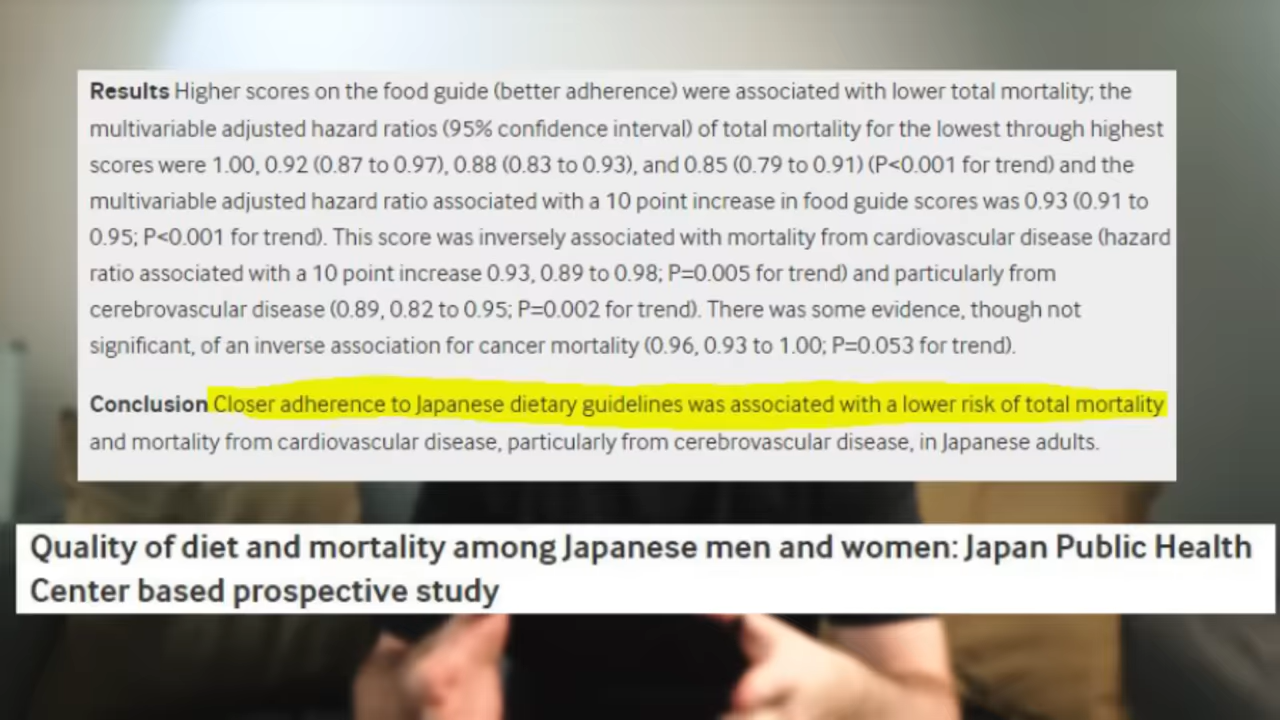 Results Higher scores on the food guide (better adherence) were associated with lower total mortality; the
multivariable adjusted hazard ratios (95% confidence interval) of total mortality for the lowest through highest
scores were 1.00, 0.92 (0.87 to 0.97), 0.88 (0.83 to 0.93), and 0.85 (0.79 to 0.91) (P<0.001 for trend) and the
multivariable adjusted hazard ratio associated with a 10 point increase in food guide scores was 0.93 (0.91 to
0.95; P<0.001 for trend). This score was inversely associated with mortality from cardiovascular disease (hazard
ratio associated with a 10 point increase 0.93, 0.89 to 0.98; P=0.005 for trend) and particularly from
cerebrovascular disease (0.89, 0.82 to 0.95; P=0.002 for trend). There was some evidence, though not
significant, of an inverse association for cancer mortality (0.96, 0.93 to 1.00; P=0.053 for trend).
Conclusion Closer adherence to Japanese dietary guidelines was associated with a lower risk of total mortality
and mortality from cardiovascular disease, particularly from cerebrovascular disease, in Japanese adults.
Quality of diet and mortality among Japanese men and women: Japan Public Health
Center based prospective study